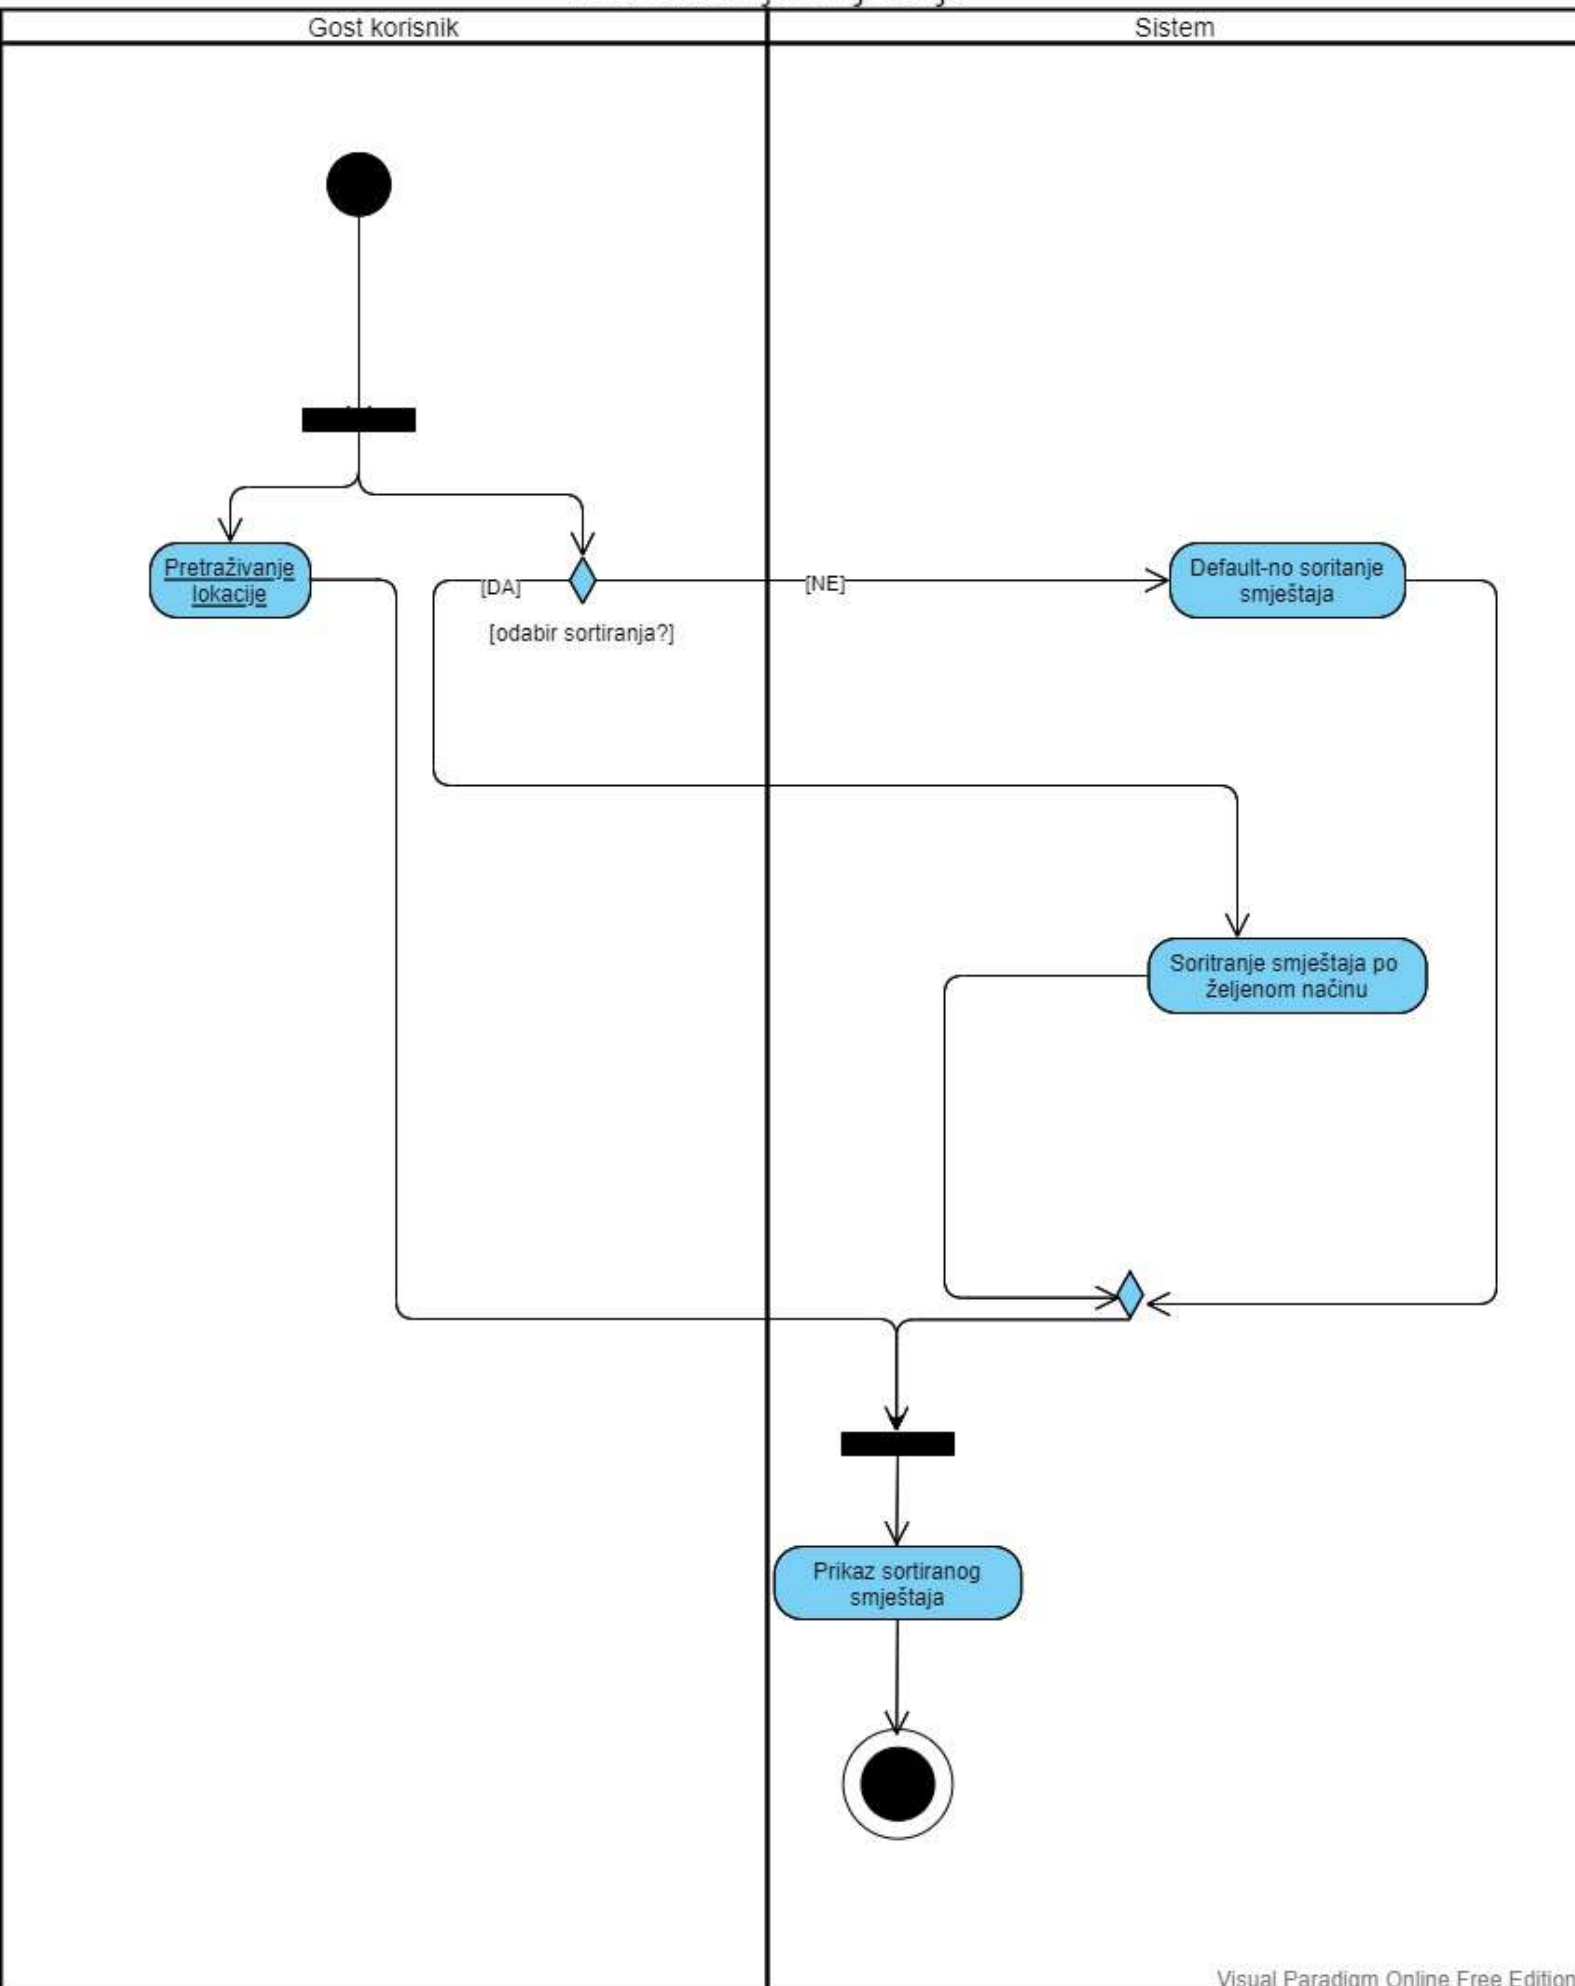 Gost korisnik
Sistem
Pretraživanje
lokacije
[DA]
[NE]
[odabir sortiranja?]
Default-no soritanje
smještaja
Soritranje smještaja po
željenom načinu
Prikaz sortiranog
smještaja
Visual Paradigm Online Free Edition